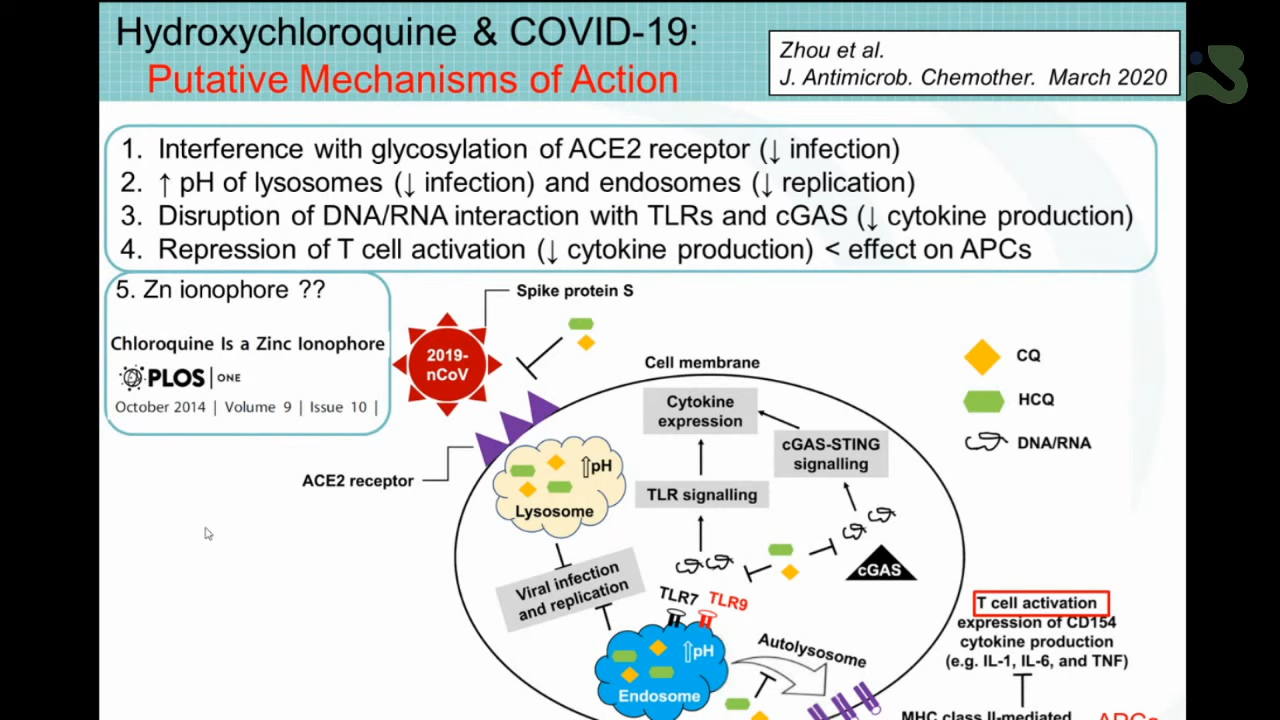 Hydroxychloroquine & COVID-19:
Putative Mechanisms of Action
Zhou et al.
J. Antimicrob. Chemother. March 2020
1. Interference with glycosylation of ACE2 receptor (↓ infection)
2. ↑ pH of lysosomes (↓ infection) and endosomes (↓ replication)
3. Disruption of DNA/RNA interaction with TLRs and cGAS (↓ cytokine production)
4. Repression of T cell activation (↓ cytokine production) < effect on APCs
5. Zn ionophore ??
Chloroquine Is a Zinc Ionophore
PLOS | ONE
October 2014 | Volume 9 | Issue 10 |
Spike protein S
2019-
nCoV
Cell membrane
CQ
HCQ
DNA/RNA
Cytokine
expression
cGAS-STING
signalling
ACE2 receptor
⇧pH
Lysosome
TLR signalling
Viral infection
and replication
cGAS
TLR7
TLR9
⇧pH
Endosome
Autolysosome
T cell activation
expression of CD154
cytokine production
(e.g. IL-1, IL-6, and TNF)
MHC class II-mediated
APCs